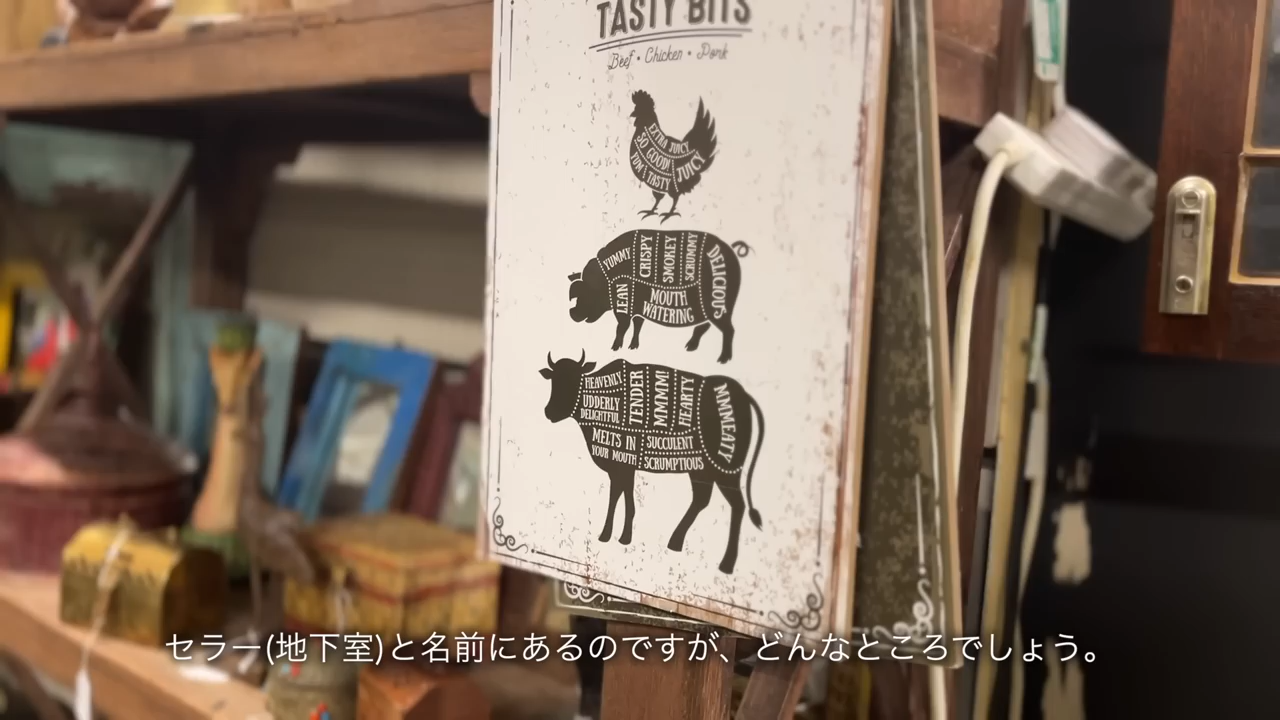 TASTY BITS
Beef • Chicken • Pork
EXTRA JUICY
SO GOOD!
YUM TASTY JUICY
YUMMY CRISPY SMOKEY SCRUMMY DELICIOUS
LEAN MOUTH
WATERING
HEAVENLY
UDDERLY
DELIGHTFUL
TENDER MMMM! HEARTY MMMEATY
MELTS IN
YOUR MOUTH
SUCCULENT
SCRUMPTIOUS
セラー(地下室)と名前にあるのですが、どんなところでしょう。